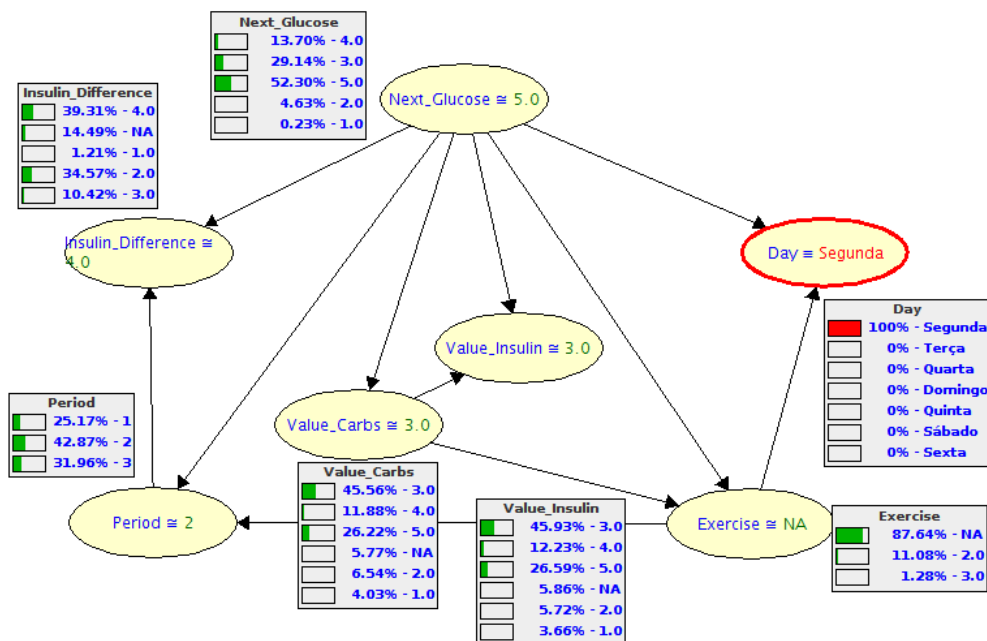 Next_Glucose
13.70% - 4.0
29.14% - 3.0
52.30% - 5.0
4.63% - 2.0
0.23% - 1.0
Next_Glucose ≅ 5.0
Insulin_Difference
39.31% - 4.0
14.49% - NA
1.21% - 1.0
34.57% - 2.0
10.42% - 3.0
Insulin_Difference ≅
4.0
Day ≅ Segunda
Day
100% - Segunda
0% - Terça
0% - Quarta
0% - Domingo
0% - Quinta
0% - Sábado
0% - Sexta
Value_Insulin ≅ 3.0
Value_Carbs ≅ 3.0
Period
25.17% - 1
42.87% - 2
31.96% - 3
Period ≅ 2
Value_Carbs
45.56% - 3.0
11.88% - 4.0
26.22% - 5.0
5.77% - NA
6.54% - 2.0
4.03% - 1.0
Value_Insulin
45.93% - 3.0
12.23% - 4.0
26.59% - 5.0
5.86% - NA
5.72% - 2.0
3.66% - 1.0
Exercise ≅ NA
Exercise
87.64% - NA
11.08% - 2.0
1.28% - 3.0